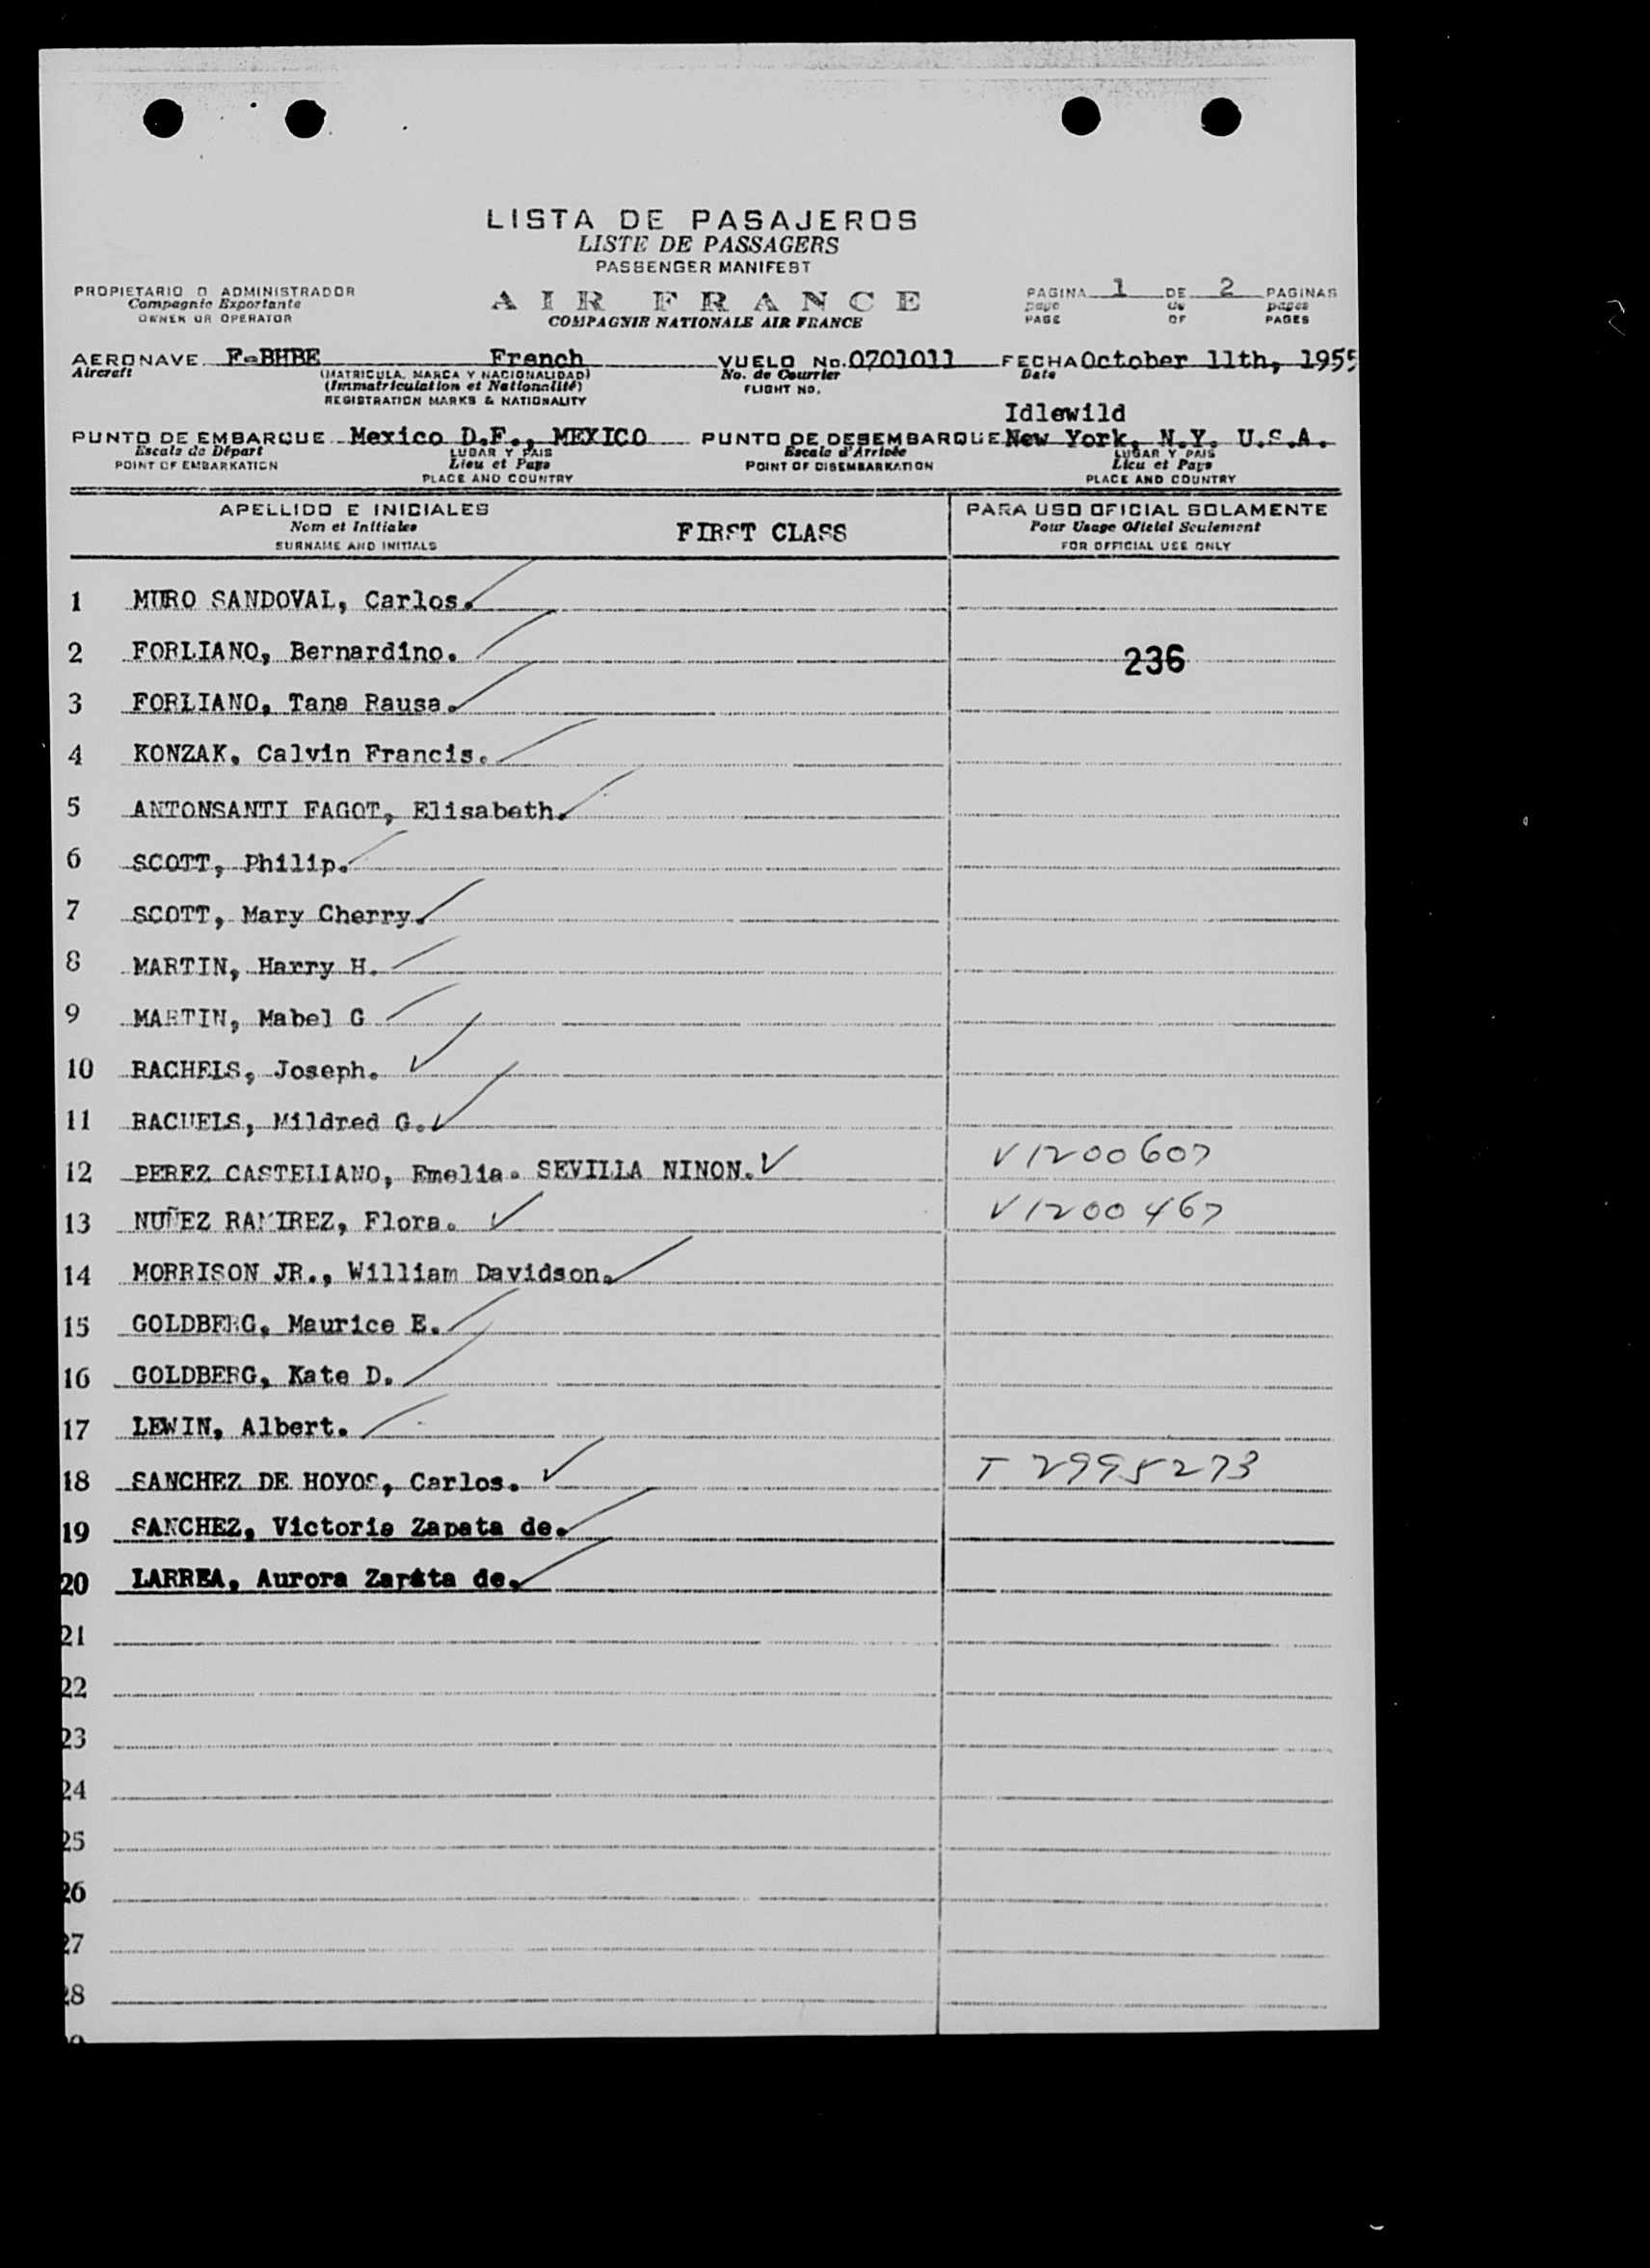 LISTA DE PASAJEROS
LISTE DE PASSAGERS
PASSENGER MANIFEST
PROPIETARIO O ADMINISTRADOR
Compagnie Exportante
OWNER OR OPERATOR
AIR FRANCE
COMPAGNIE NATIONALE AIR FRANCE
PAGINA 1 DE 2 PAGINAS
page de pages
PAGE OF PAGES
AERONAVE F-BHBE French VUELO No. 0701011 FECHA October 11th, 1955
Aircraft (MATRICULA, MARCA Y NACIONALIDAD) No. de Courrier Date
(Immatriculation et Nationalité) FLIGHT NO.
REGISTRATION MARKS & NATIONALITY
Idlewild
PUNTO DE EMBARQUE Mexico D.F., MEXICO PUNTO DE DESEMBARQUE New York, N.Y. U.S.A.
Escale de Départ LUGAR Y PAIS Escale d'Arrivée LUGAR Y PAIS
POINT OF EMBARKATION Lieu et Pays POINT OF DISEMBARKATION Lieu et Pays
PLACE AND COUNTRY PLACE AND COUNTRY
APELLIDO E INICIALES PARA USO OFICIAL SOLAMENTE
Nom et Initiales FIRST CLASS Pour Usage Officiel Seulement
SURNAME AND INITIALS FOR OFFICIAL USE ONLY
1 MURO SANDOVAL, Carlos.
2 FORLIANO, Bernardino. 236
3 FORLIANO, Tana Rausa.
4 KONZAK, Calvin Francis.
5 ANTONSANTI FAGOT, Elisabeth.
6 SCOTT, Philip.
7 SCOTT, Mary Cherry.
8 MARTIN, Harry H.
9 MARTIN, Mabel G
10 RACHELS, Joseph.
11 RACHELS, Mildred G.
12 PEREZ CASTELLANO, Emelia. SEVILLA NINON. V1200607
13 NUÑEZ RAMIREZ, Flora. V1200467
14 MORRISON JR., William Davidson.
15 GOLDBERG, Maurice E.
16 GOLDBERG, Kate D.
17 LEWIN, Albert.
18 SANCHEZ DE HOYOS, Carlos. T 2995273
19 SANCHEZ, Victoria Zapata de.
20 LARREA, Aurora Zarata de.
21
22
23
24
25
26
27
28